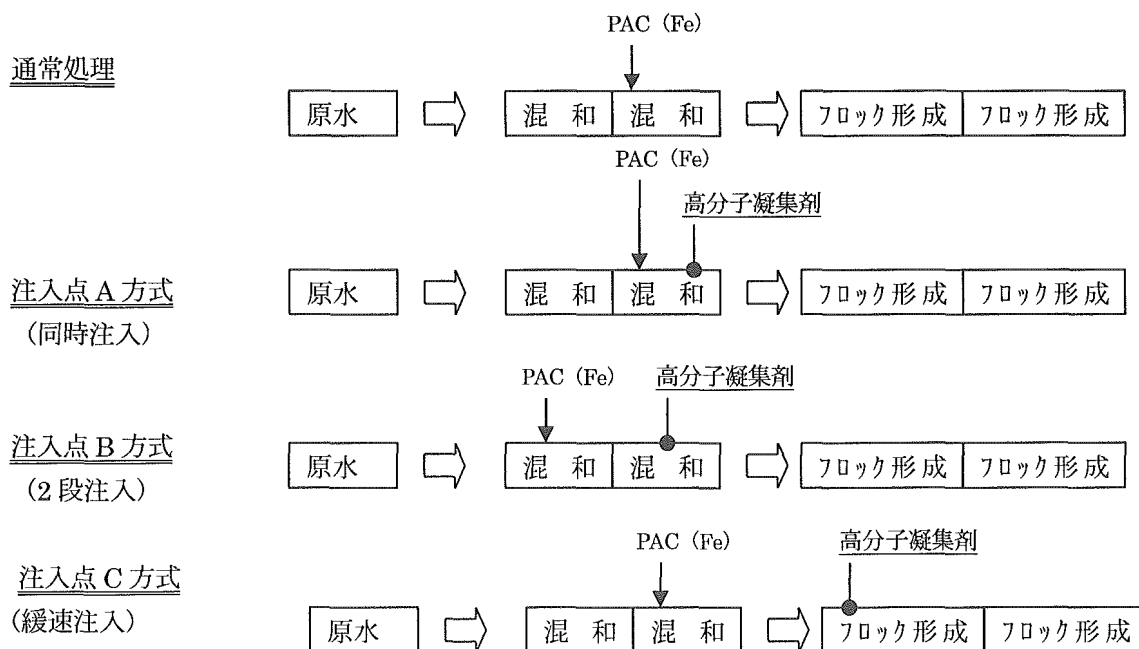 PAC (Fe)
通常処理
原水 混 和 混 和 フロック形成 フロック形成
PAC (Fe)
高分子凝集剤
注入点 A 方式
(同時注入)
原水 混 和 混 和 フロック形成 フロック形成
PAC (Fe) 高分子凝集剤
注入点 B 方式
(2 段注入)
原水 混 和 混 和 フロック形成 フロック形成
PAC (Fe) 高分子凝集剤
注入点 C 方式
(緩速注入)
原水 混 和 混 和 フロック形成 フロック形成